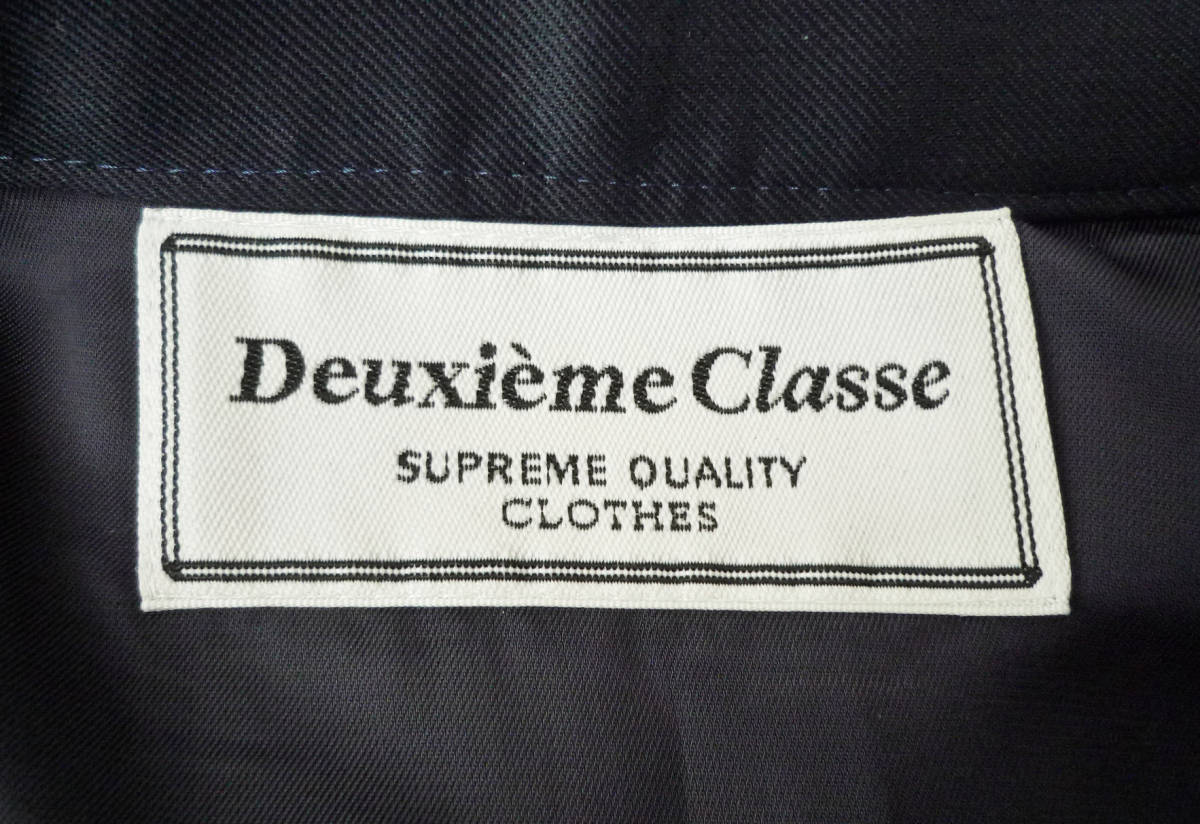 Deuxième Classe
SUPREME QUALITY
CLOTHES